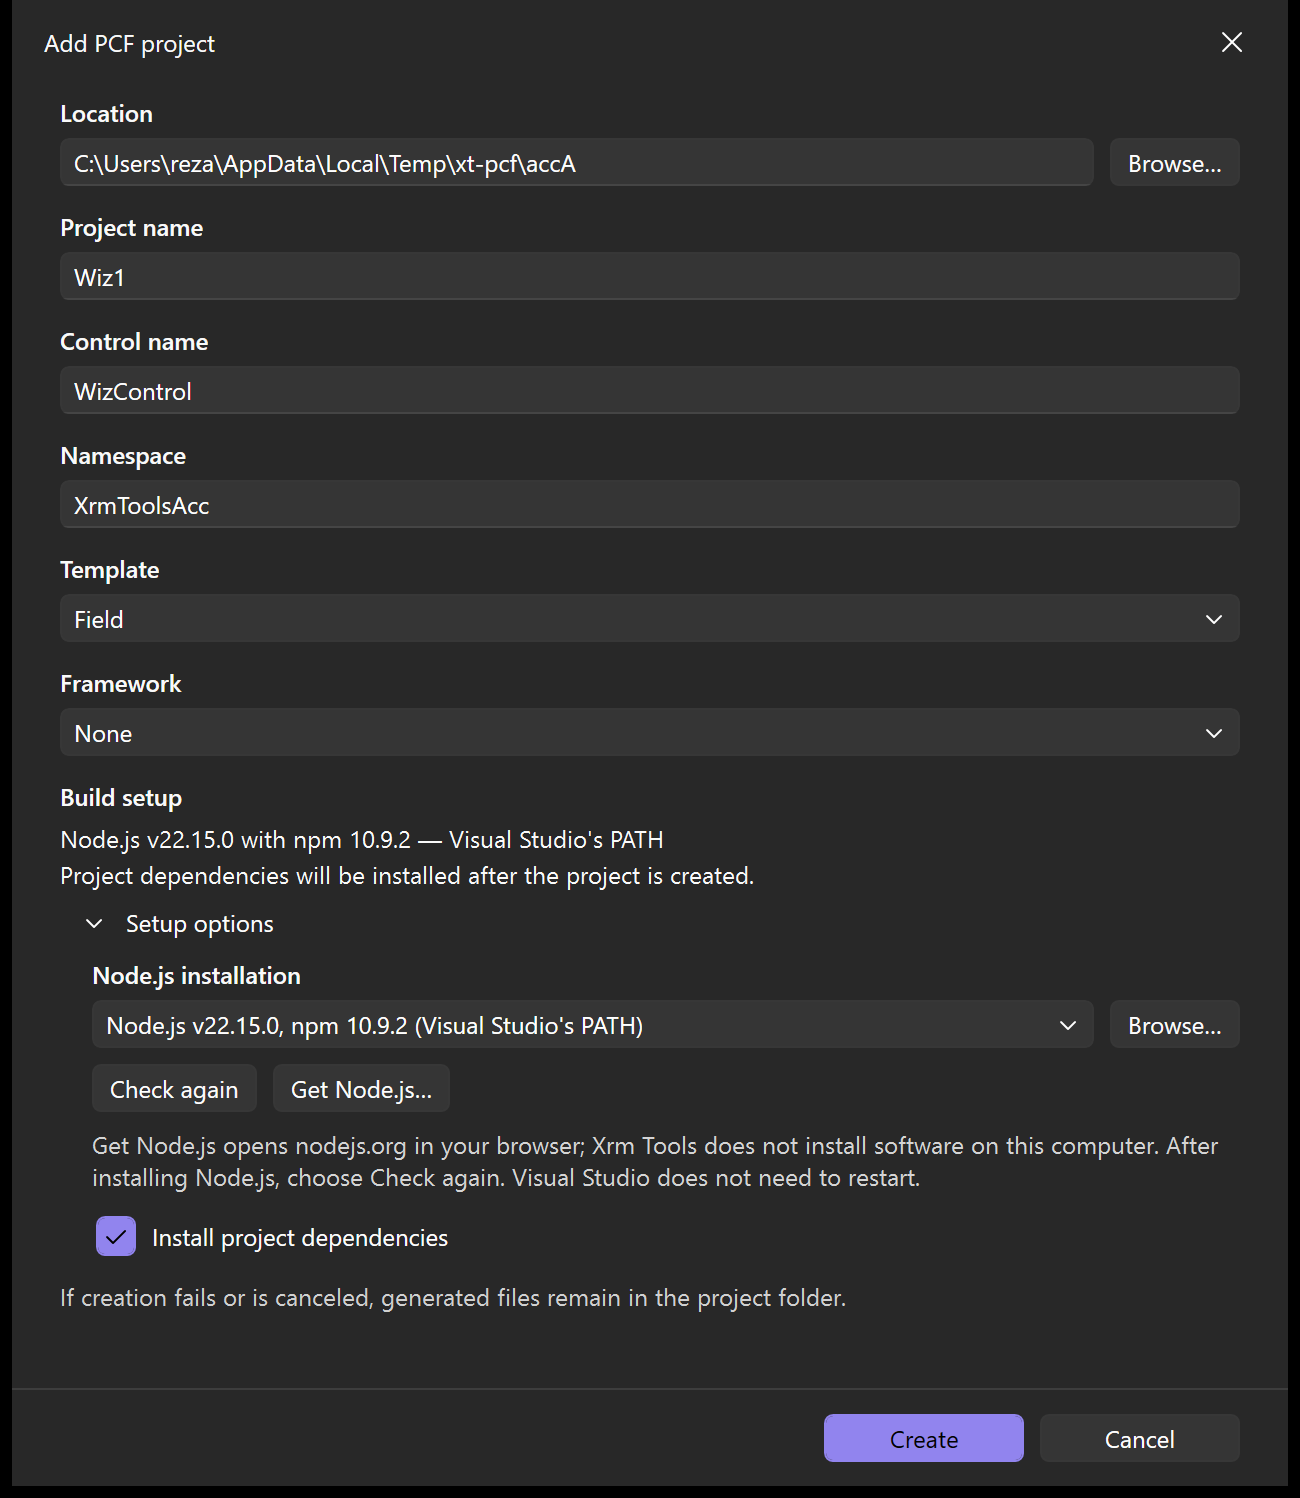 Add PCF project
Location
C:\Users\reza\AppData\Local\Temp\xt-pcf\accA
Browse...
Project name
Wiz1
Control name
WizControl
Namespace
XrmToolsAcc
Template
Field
Framework
None
Build setup
Node.js v22.15.0 with npm 10.9.2 — Visual Studio's PATH
Project dependencies will be installed after the project is created.
Setup options
Node.js installation
Node.js v22.15.0, npm 10.9.2 (Visual Studio's PATH)
Browse...
Check again
Get Node.js...
Get Node.js opens nodejs.org in your browser; Xrm Tools does not install software on this computer. After
installing Node.js, choose Check again. Visual Studio does not need to restart.
Install project dependencies
If creation fails or is canceled, generated files remain in the project folder.
Create
Cancel